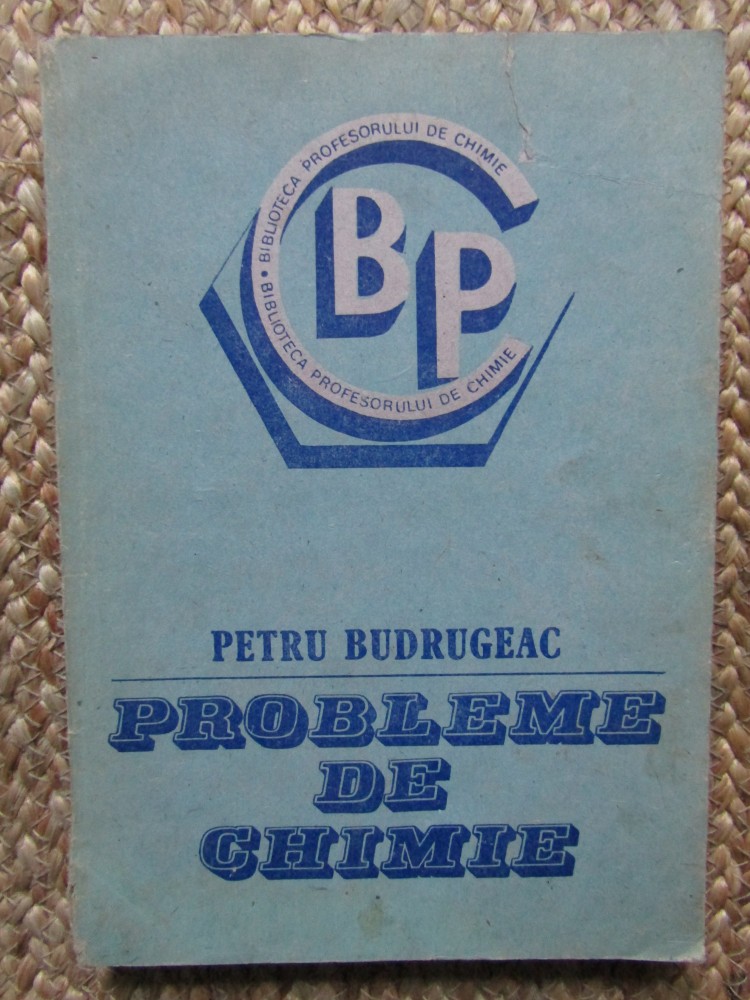 BIBLIOTECA PROFESORULUI DE CHIMIE • BIBLIOTECA PROFESORULUI DE CHIMIE
BP
PETRU BUDRUGEAC
PROBLEME
DE
CHIMIE